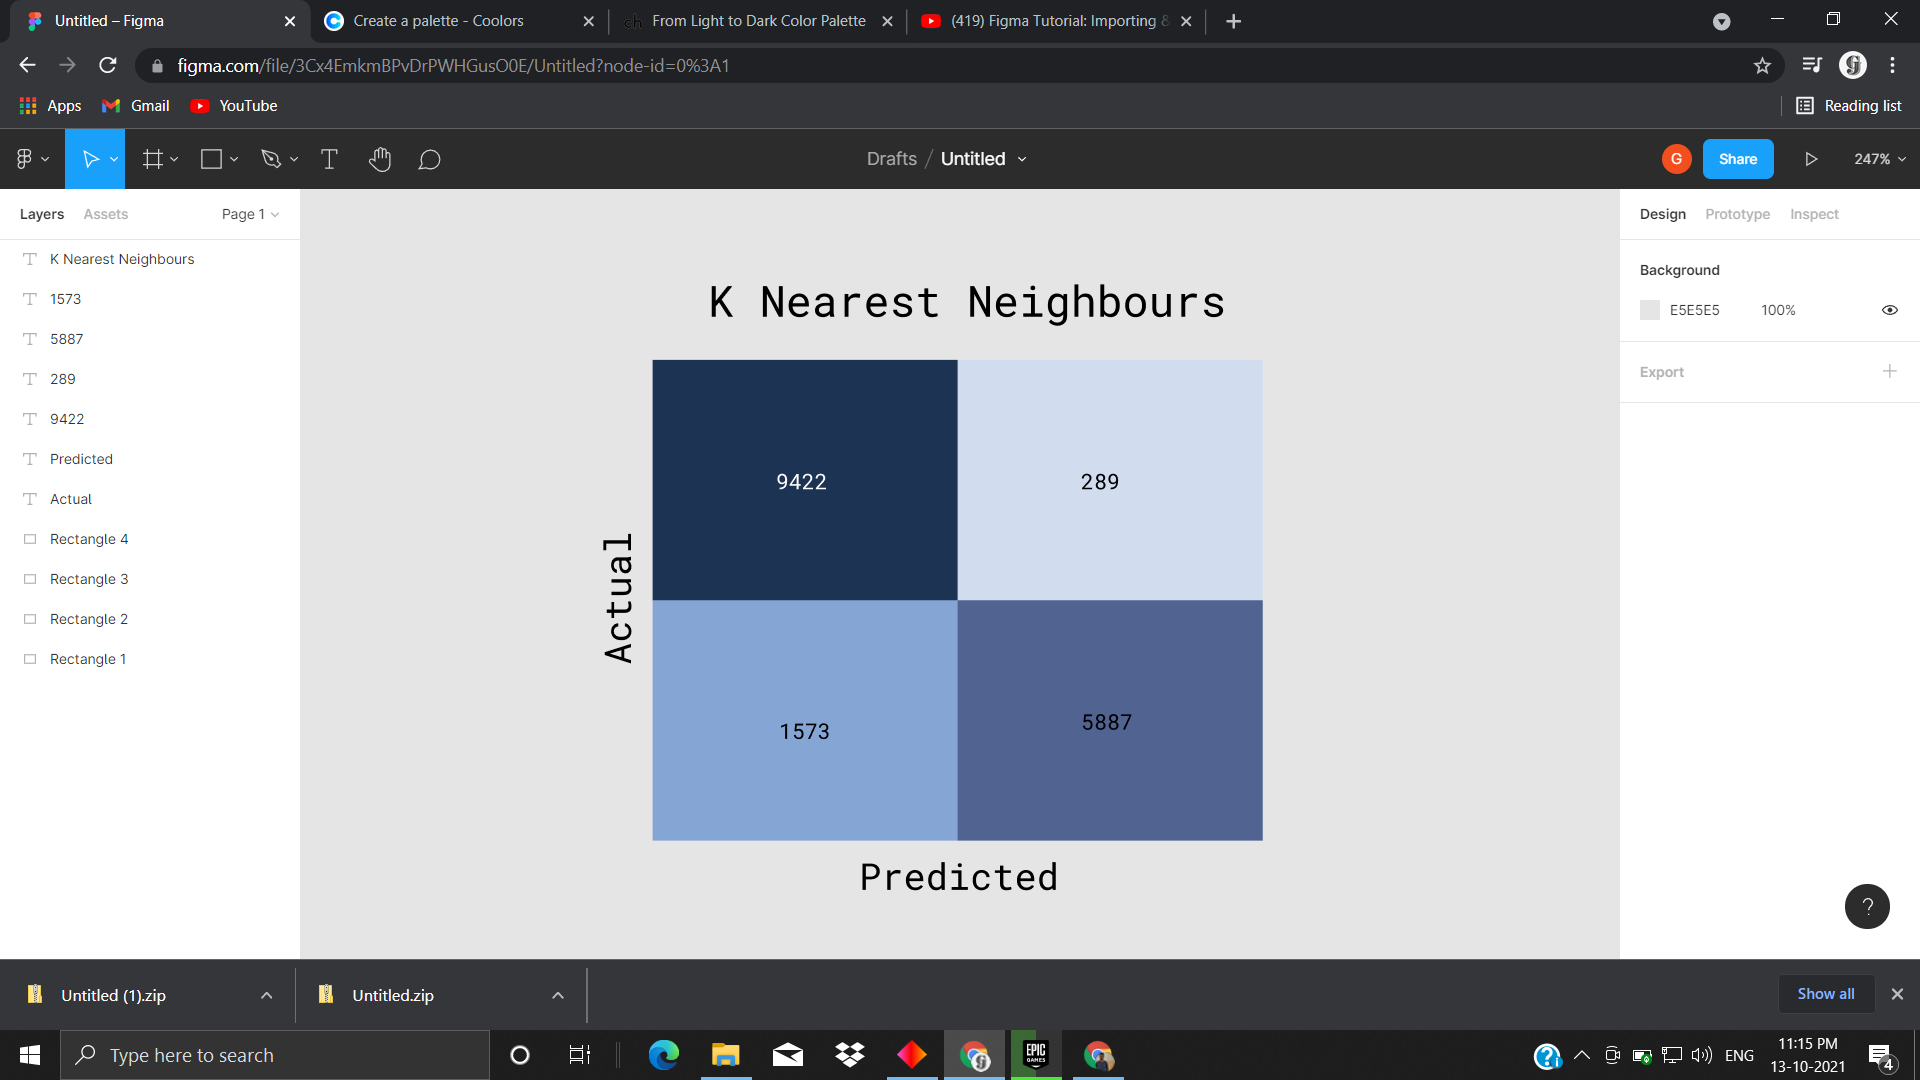 Untitled – Figma
Create a palette - Coolors
From Light to Dark Color Palette
(419) Figma Tutorial: Importing &
figma.com/file/3Cx4EmkmBPvDrPWHGusO0E/Untitled?node-id=0%3A1
Apps
Gmail
YouTube
Reading list
Drafts / Untitled
G
Share
247%
Layers
Assets
Page 1
Design
Prototype
Inspect
K Nearest Neighbours
1573
5887
289
9422
Predicted
Actual
Rectangle 4
Rectangle 3
Rectangle 2
Rectangle 1
K Nearest Neighbours
9422
289
Actual
1573
5887
Predicted
Background
E5E5E5 100%
Export
?
Untitled (1).zip
Untitled.zip
Show all
Type here to search
EPIC
GAMES
ENG
11:15 PM
13-10-2021
4